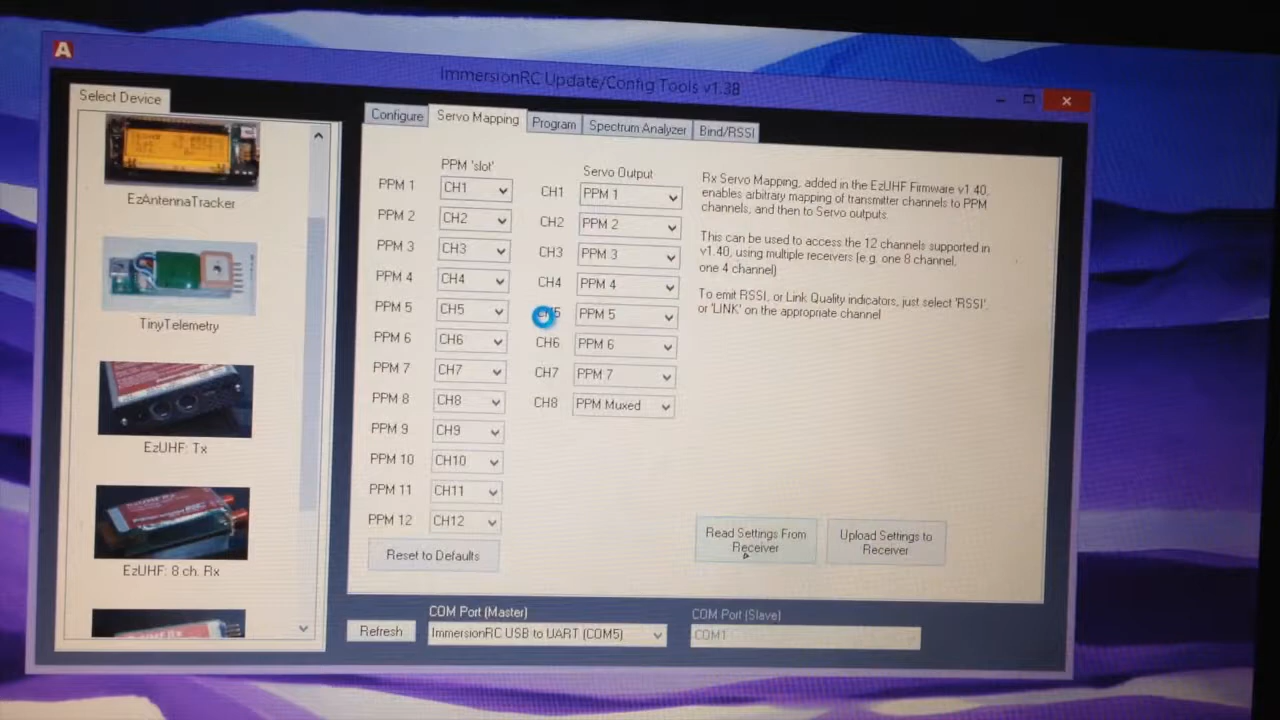 A
ImmersionRC Update/Config Tools v1.38
Select Device
EzAntennaTracker
TinyTelemetry
EzUHF: Tx
EzUHF: 8 ch. Rx
Configure
Servo Mapping
Program
Spectrum Analyzer
Bind/RSSI
PPM 'slot'
PPM 1 CH1
PPM 2 CH2
PPM 3 CH3
PPM 4 CH4
PPM 5 CH5
PPM 6 CH6
PPM 7 CH7
PPM 8 CH8
PPM 9 CH9
PPM 10 CH10
PPM 11 CH11
PPM 12 CH12
Reset to Defaults
Servo Output
CH1 PPM 1
CH2 PPM 2
CH3 PPM 3
CH4 PPM 4
PPM 5
CH6 PPM 6
CH7 PPM 7
CH8 PPM Muxed
Rx Servo Mapping, added in the EzUHF Firmware v1.40,
enables arbitrary mapping of transmitter channels to PPM
channels, and then to Servo outputs.
This can be used to access the 12 channels supported in
v1.40, using multiple receivers (e.g. one 8 channel,
one 4 channel)
To emit RSSI, or Link Quality indicators, just select 'RSSI',
or 'LINK' on the appropriate channel
Read Settings From
Receiver
Upload Settings to
Receiver
Refresh
COM Port (Master)
ImmersionRC USB to UART (COM5)
COM Port (Slave)
COM1